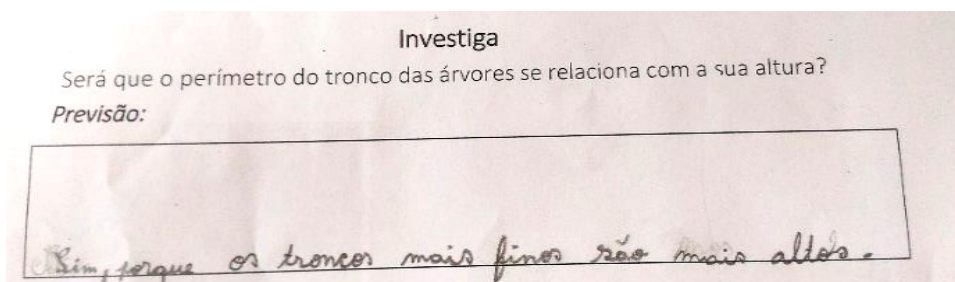 Investiga
Será que o perímetro do tronco das árvores se relaciona com a sua altura?
Previsão:
Sim, porque os troncos mais finos são mais altos.